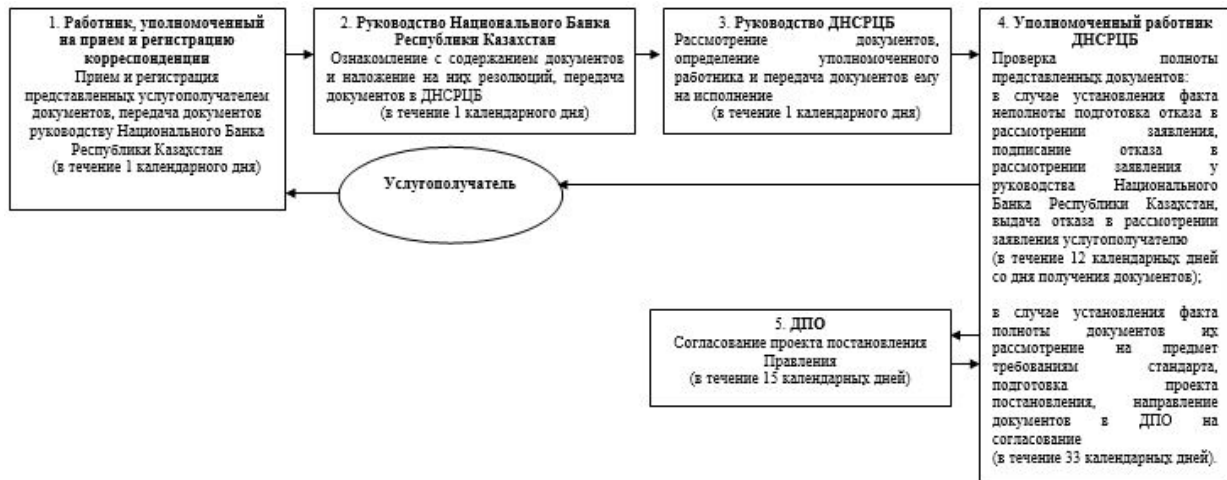 1. Работник, уполномоченный
на прием и регистрацию
корреспонденции
Прием и регистрация
представленных услугополучателем
документов, передача документов
руководству Национального Банка
Республики Казахстан
(в течение 1 календарного дня)
2. Руководство Национального Банка
Республики Казахстан
Ознакомление с содержанием документов
и наложение на них резолюций, передача
документов в ДНСРЦБ
(в течение 1 календарного дня)
3. Руководство ДНСРЦБ
Рассмотрение документов,
определение уполномоченного
работника и передача документов ему
на исполнение
(в течение 1 календарного дня)
4. Уполномоченный работник
ДНСРЦБ
Проверка полноты
представленных документов:
в случае установления факта
неполноты подготовка отказа в
рассмотрении заявления,
подписание отказа в
рассмотрении заявления у
руководства Национального
Банка Республики Казахстан,
выдача отказа в рассмотрении
заявления услугополучателю
(в течение 12 календарных дней
со дня получения документов);
в случае установления факта
полноты документов их
рассмотрение на предмет
требованиям стандарта,
подготовка проекта
постановления, направление
документов в ДПО на
согласование
(в течение 33 календарных дней).
Услугополучатель
5. ДПО
Согласование проекта постановления
Правления
(в течение 15 календарных дней)